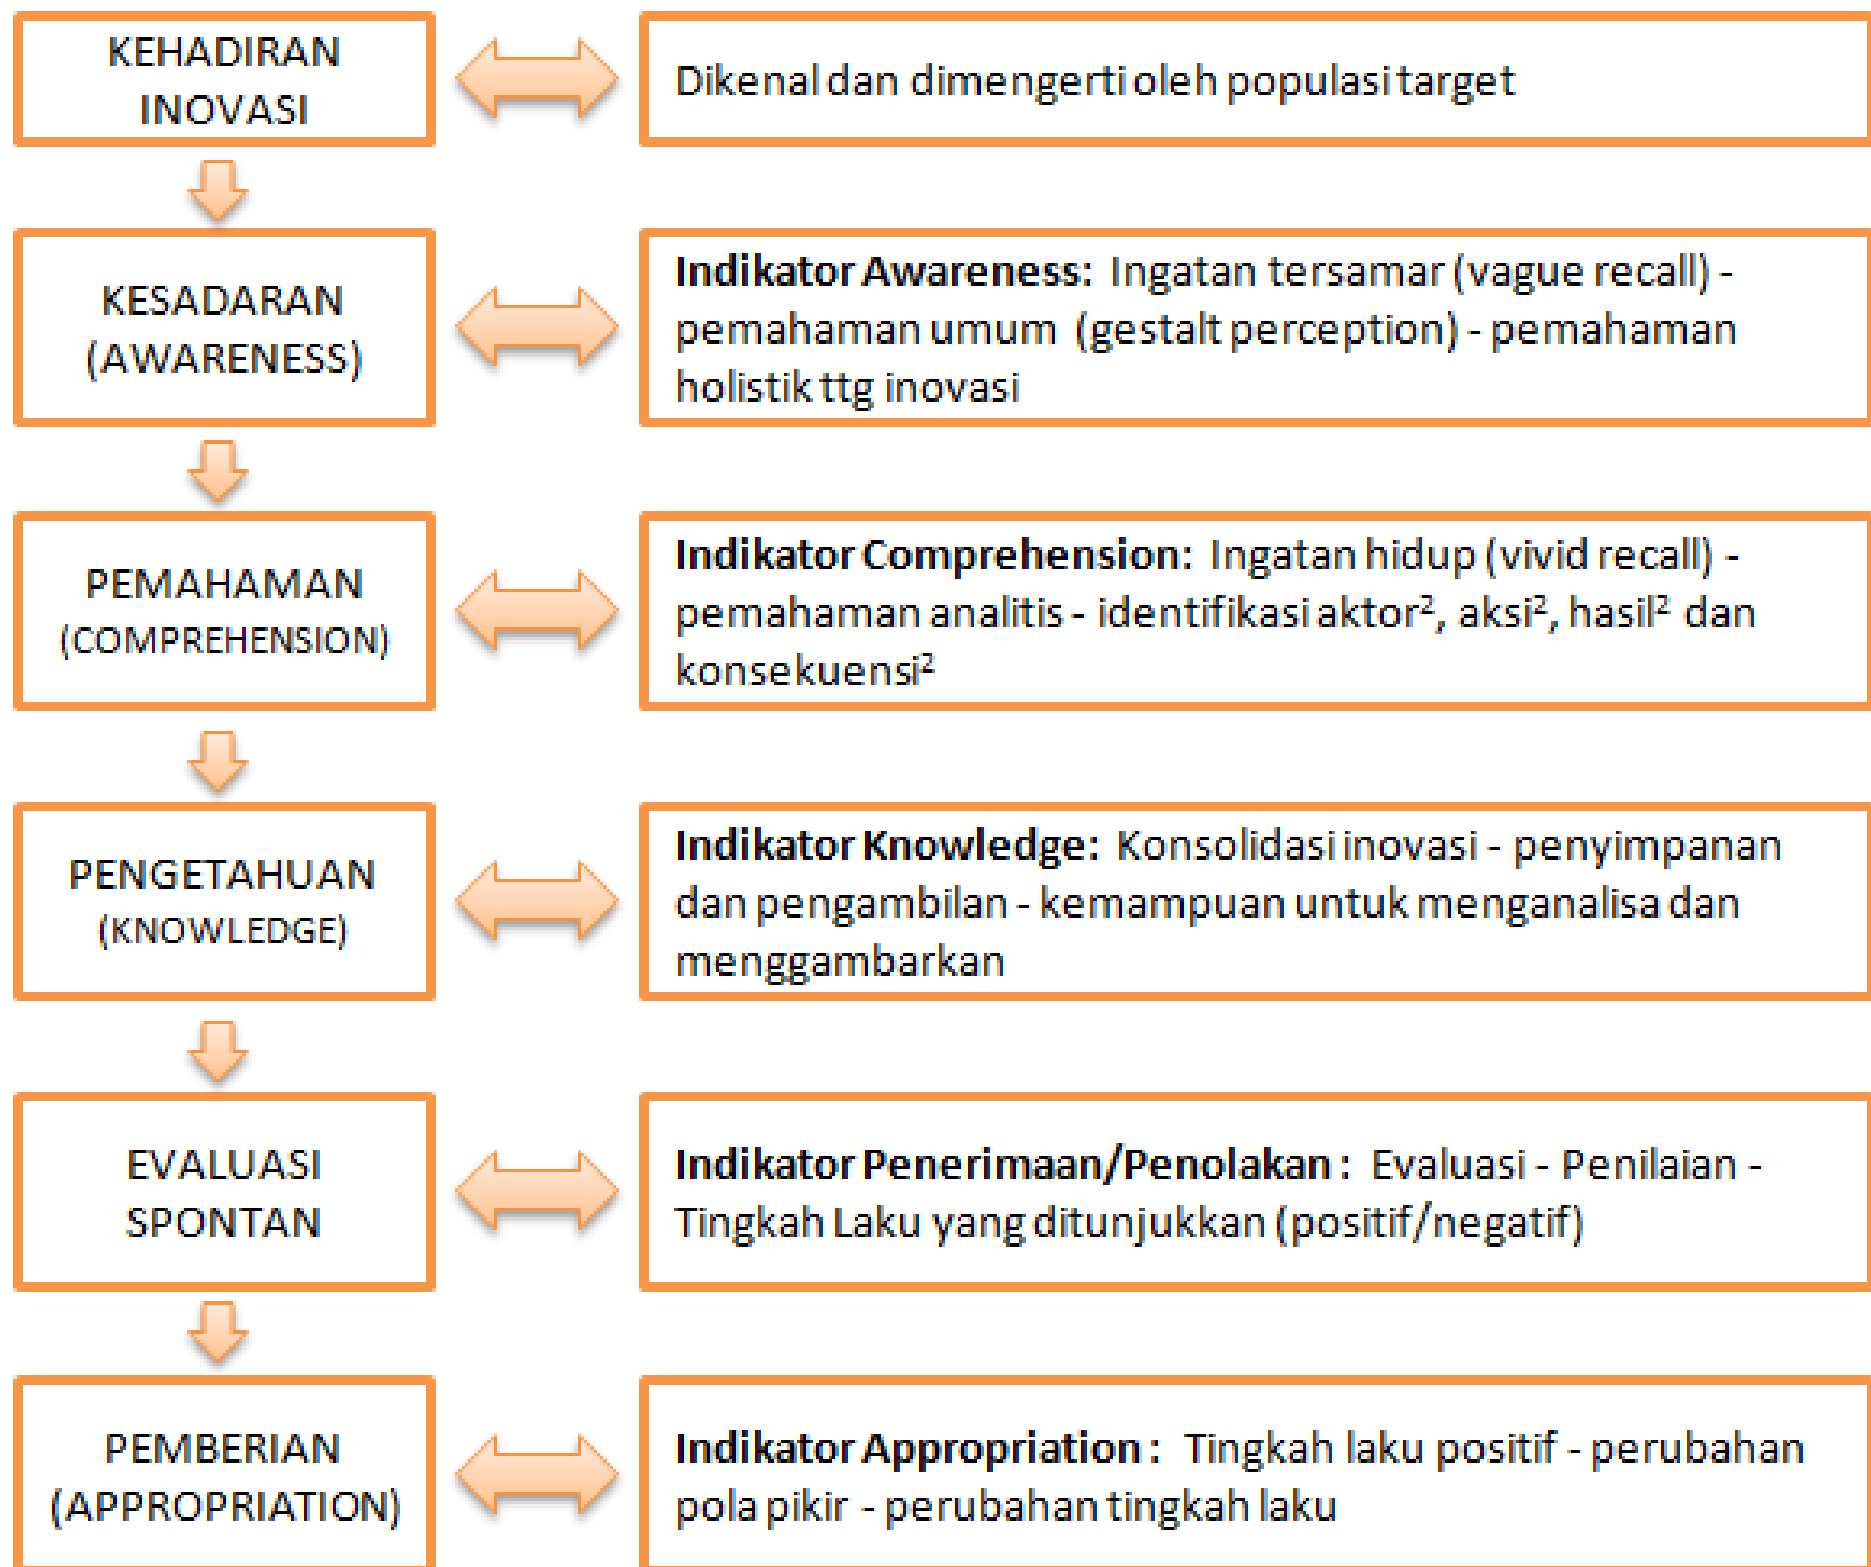 KEHADIRAN
INOVASI
Dikenal dan dimengerti oleh populasi target
KESADARAN
(AWARENESS)
Indikator Awareness: Ingatan tersamar (vague recall) -
pemahaman umum (gestalt perception) - pemahaman
holistik ttg inovasi
PEMAHAMAN
(COMPREHENSION)
Indikator Comprehension: Ingatan hidup (vivid recall) -
pemahaman analitis - identifikasi aktor², aksi², hasil² dan
konsekuensi²
PENGETAHUAN
(KNOWLEDGE)
Indikator Knowledge: Konsolidasi inovasi - penyimpanan
dan pengambilan - kemampuan untuk menganalisa dan
menggambarkan
EVALUASI
SPONTAN
Indikator Penerimaan/Penolakan : Evaluasi - Penilaian -
Tingkah Laku yang ditunjukkan (positif/negatif)
PEMBERIAN
(APPROPRIATION)
Indikator Appropriation : Tingkah laku positif - perubahan
pola pikir - perubahan tingkah laku